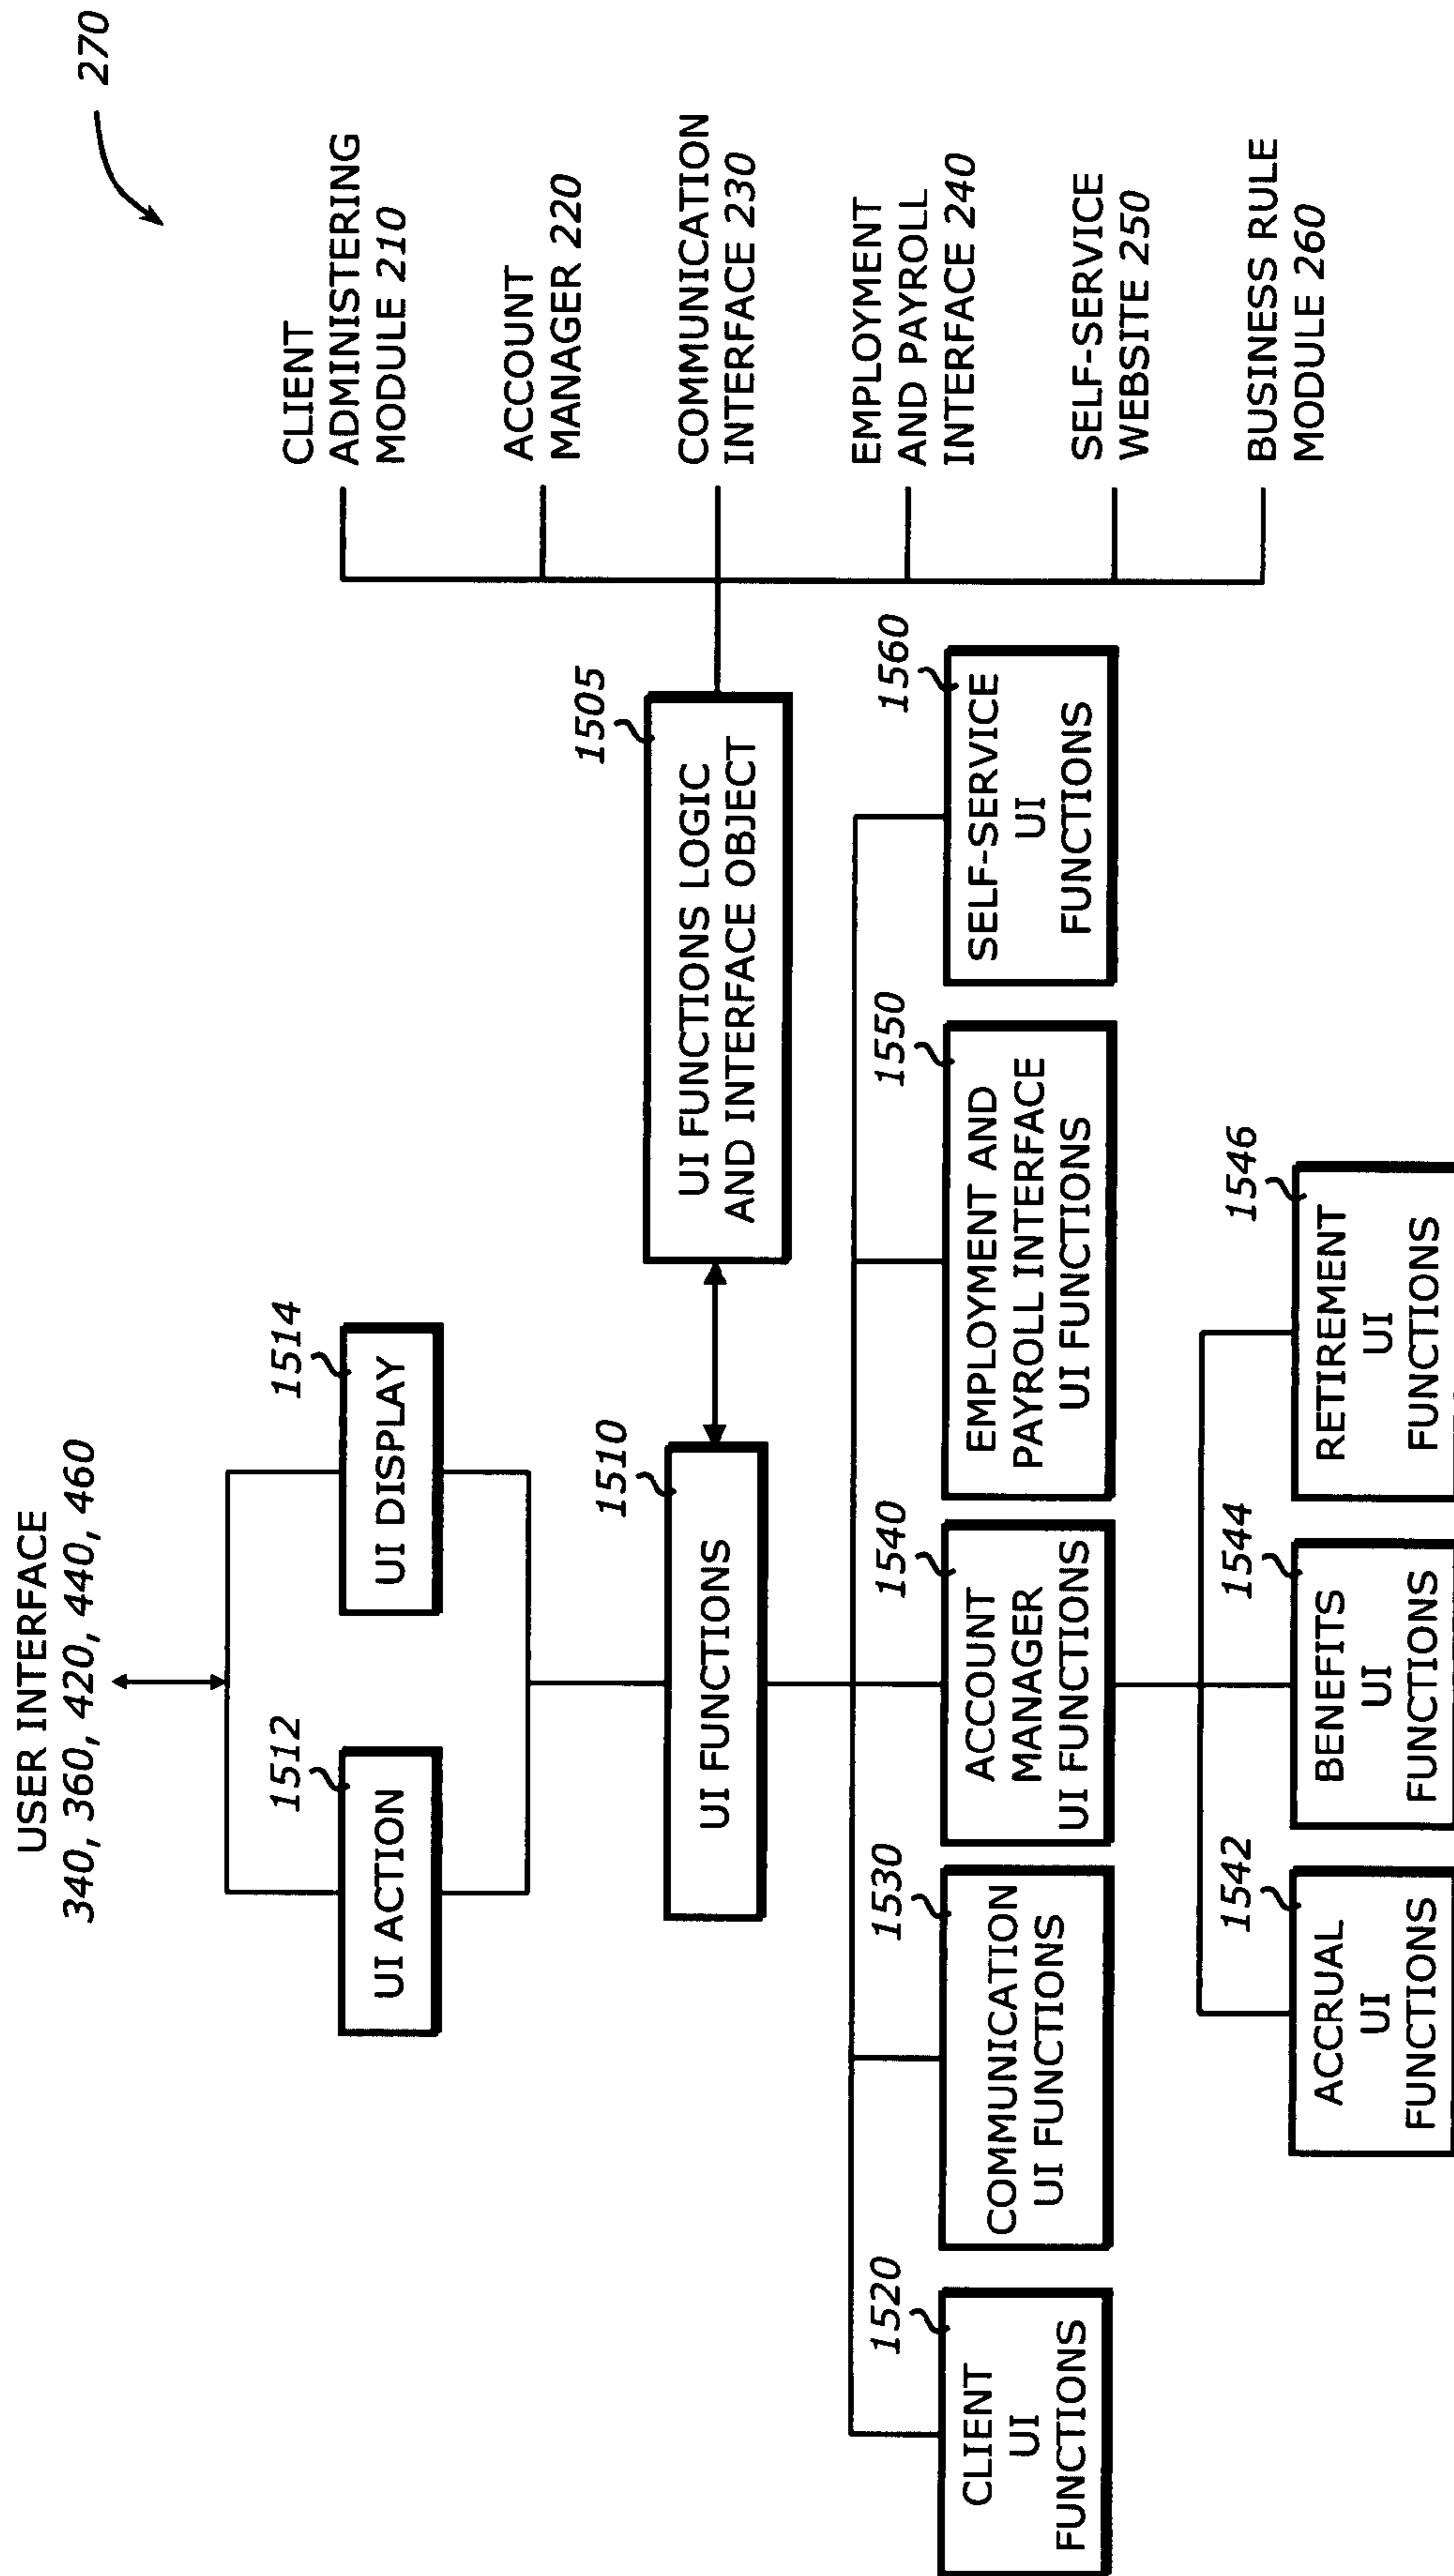 270
USER INTERFACE
340, 360, 420, 440, 460
1512
UI ACTION
1514
UI DISPLAY
CLIENT
ADMINISTERING
MODULE 210
ACCOUNT
MANAGER 220
COMMUNICATION
INTERFACE 230
EMPLOYMENT
AND PAYROLL
INTERFACE 240
SELF-SERVICE
WEBSITE 250
BUSINESS RULE
MODULE 260
1510
UI FUNCTIONS
1505
UI FUNCTIONS LOGIC
AND INTERFACE OBJECT
1520
CLIENT
UI
FUNCTIONS
1530
COMMUNICATION
UI FUNCTIONS
1540
ACCOUNT
MANAGER
UI FUNCTIONS
1550
EMPLOYMENT AND
PAYROLL INTERFACE
UI FUNCTIONS
1560
SELF-SERVICE
UI
FUNCTIONS
1542
ACCRUAL
UI
FUNCTIONS
1544
BENEFITS
UI
FUNCTIONS
1546
RETIREMENT
UI
FUNCTIONS